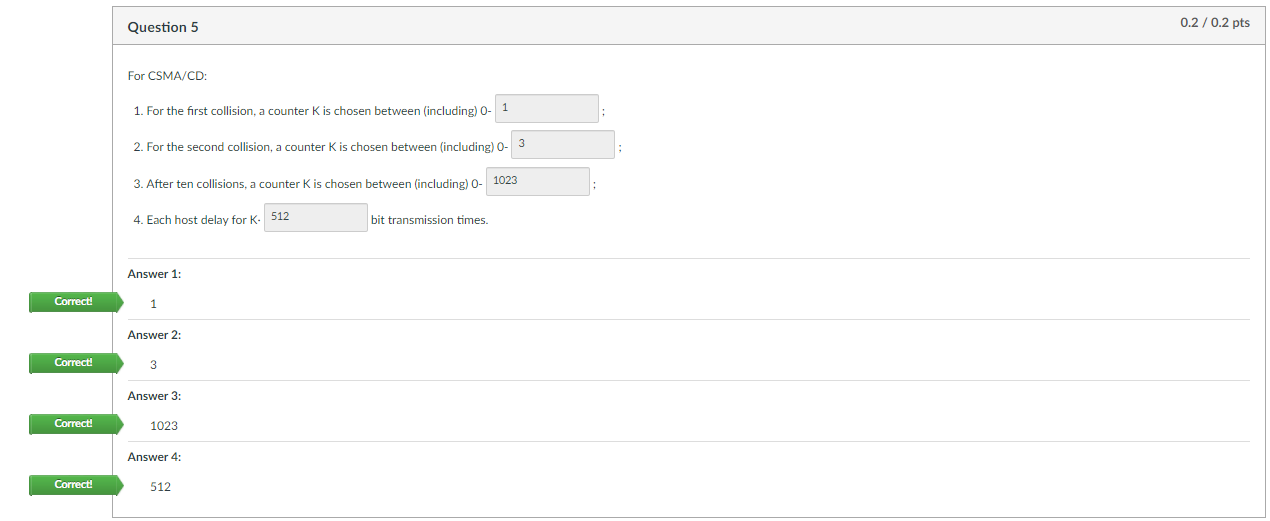 Question 5
0.2 / 0.2 pts
For CSMA/CD:
1. For the first collision, a counter K is chosen between (including) 0- 1 ;
2. For the second collision, a counter K is chosen between (including) 0- 3 ;
3. After ten collisions, a counter K is chosen between (including) 0- 1023 ;
4. Each host delay for K· 512 bit transmission times.
Answer 1:
Correct!
1
Answer 2:
Correct!
3
Answer 3:
Correct!
1023
Answer 4:
Correct!
512